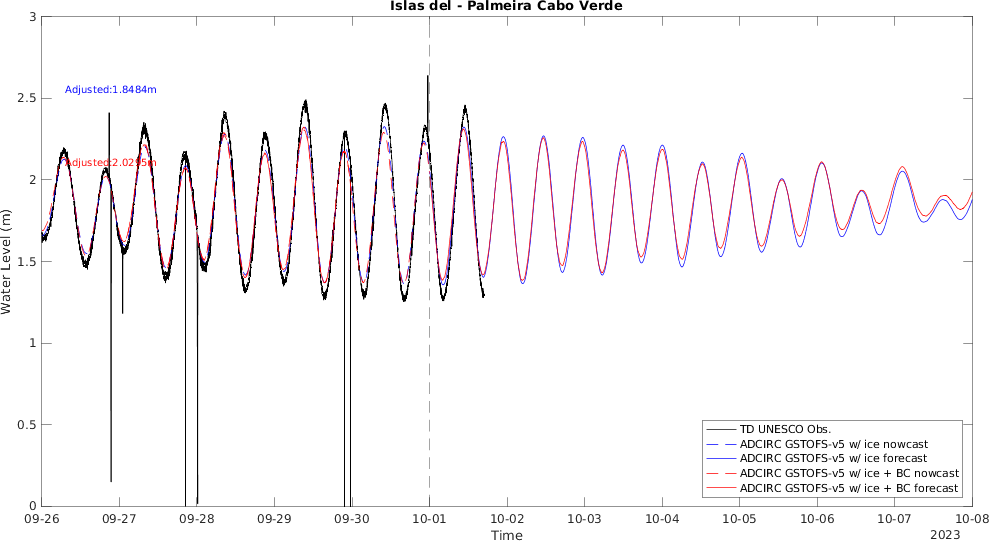 Islas del - Palmeira Cabo Verde
Water Level (m)
3
2.5
2
1.5
1
0.5
0
Adjusted:1.8484m
Adjusted:2.0295m
TD UNESCO Obs.
ADCIRC GSTOFS-v5 w/ ice nowcast
ADCIRC GSTOFS-v5 w/ ice forecast
ADCIRC GSTOFS-v5 w/ ice + BC nowcast
ADCIRC GSTOFS-v5 w/ ice + BC forecast
09-26 09-27 09-28 09-29 09-30 10-01 10-02 10-03 10-04 10-05 10-06 10-07 10-08
Time
2023